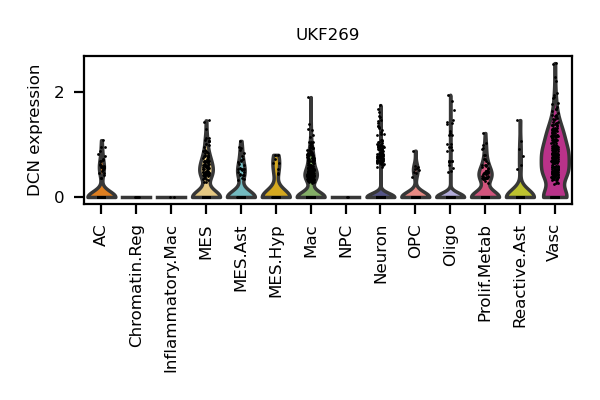 UKF269
DCN expression
2
0
AC
Chromatin.Reg
Inflammatory.Mac
MES
MES.Ast
MES.Hyp
Mac
NPC
Neuron
OPC
Oligo
Prolif.Metab
Reactive.Ast
Vasc